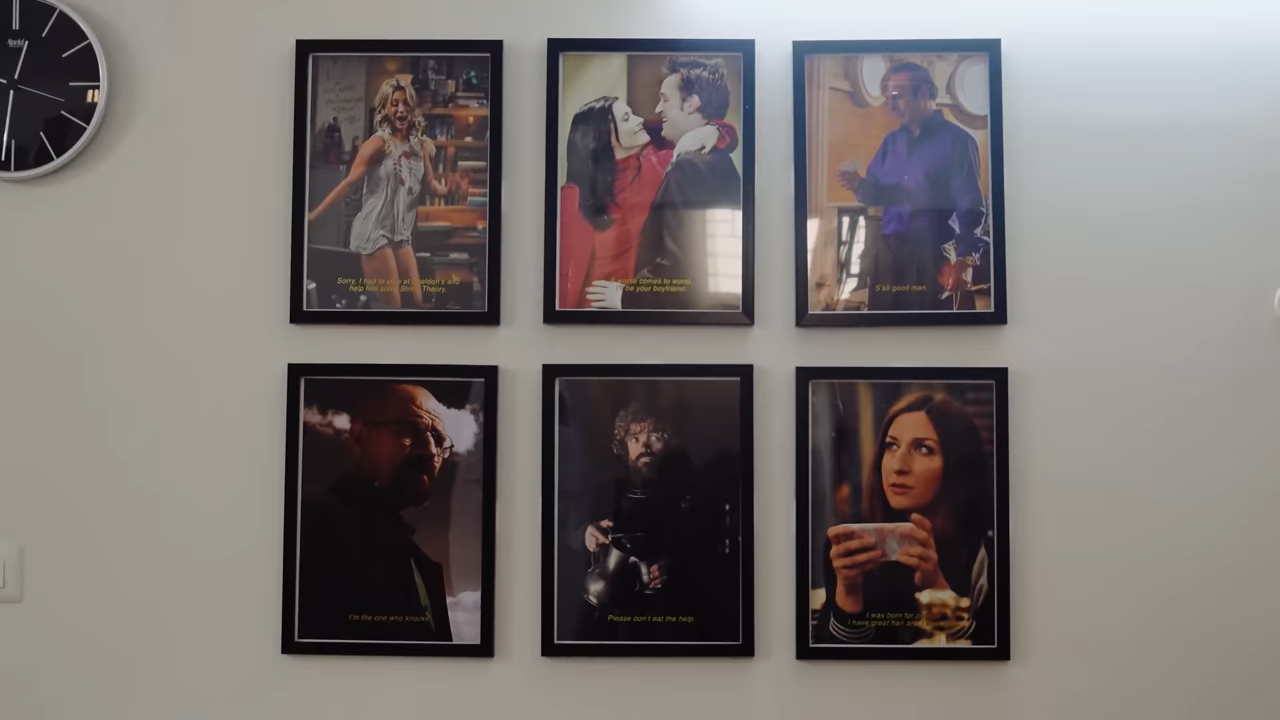 Sorry, I had to stop at Sheldon's and
help him solve String Theory.
comes to worst,
be your boyfriend.
S'all good man.
I'm the one who knocks.
Please don't eat the help.
I was born for
I have great hair and